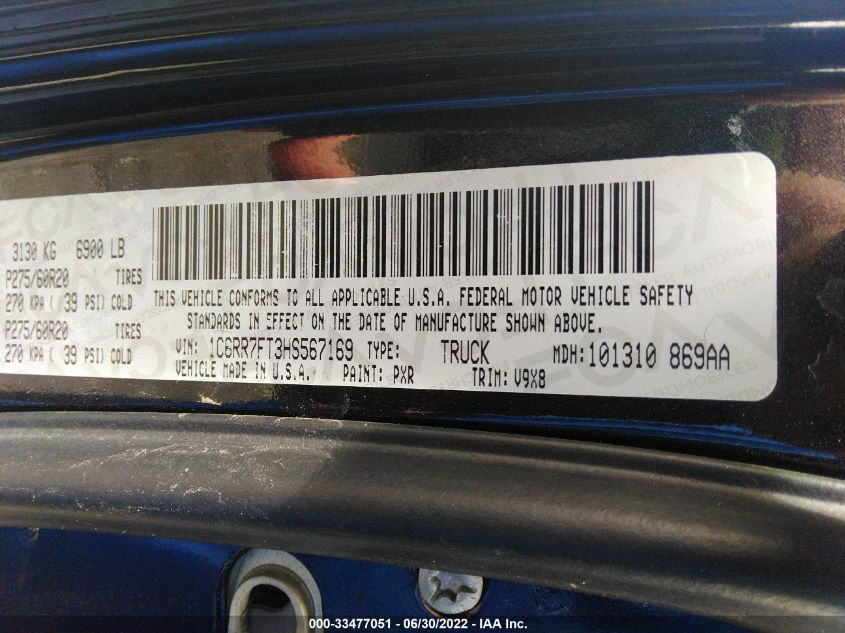 3130 KG 6900 LB
P275/60R20 TIRES
270 KPA ( 39 PSI) COLD
P275/60R20 TIRES
270 KPA ( 39 PSI) COLD
THIS VEHICLE CONFORMS TO ALL APPLICABLE U.S.A. FEDERAL MOTOR VEHICLE SAFETY
STANDARDS IN EFFECT ON THE DATE OF MANUFACTURE SHOWN ABOVE.
VIN: 1C6RR7FT3HS567169 TYPE: TRUCK MDH:101310 869AA
VEHICLE MADE IN U.S.A. PAINT: PXR TRIM:V9X8
000-33477051 - 06/30/2022 - IAA Inc.